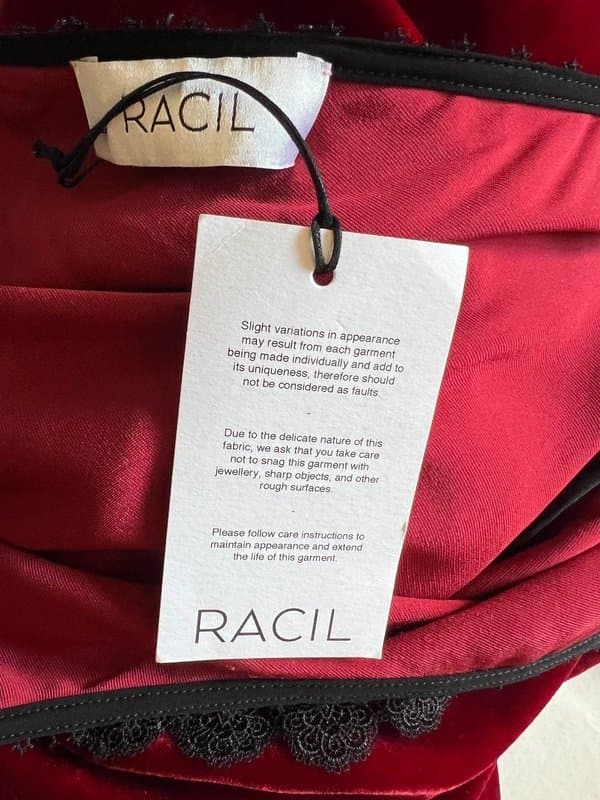 RACIL
Slight variations in appearance
may result from each garment
being made individually and add to
its uniqueness, therefore should
not be considered as faults.
-
Due to the delicate nature of this
fabric, we ask that you take care
not to snag this garment with
jewellery, sharp objects, and other
rough surfaces.
-
Please follow care instructions to
maintain appearance and extend
the life of this garment.
RACIL